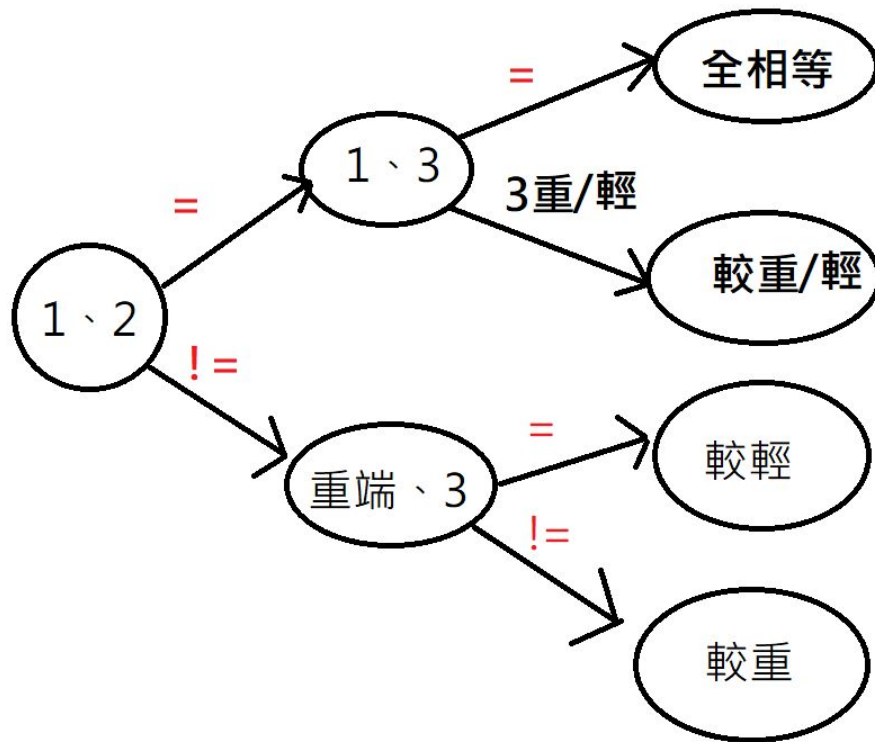 =
全相等
1、3
3重/輕
=
較重/輕
1、2
!=
=
較輕
重端、3
!=
較重